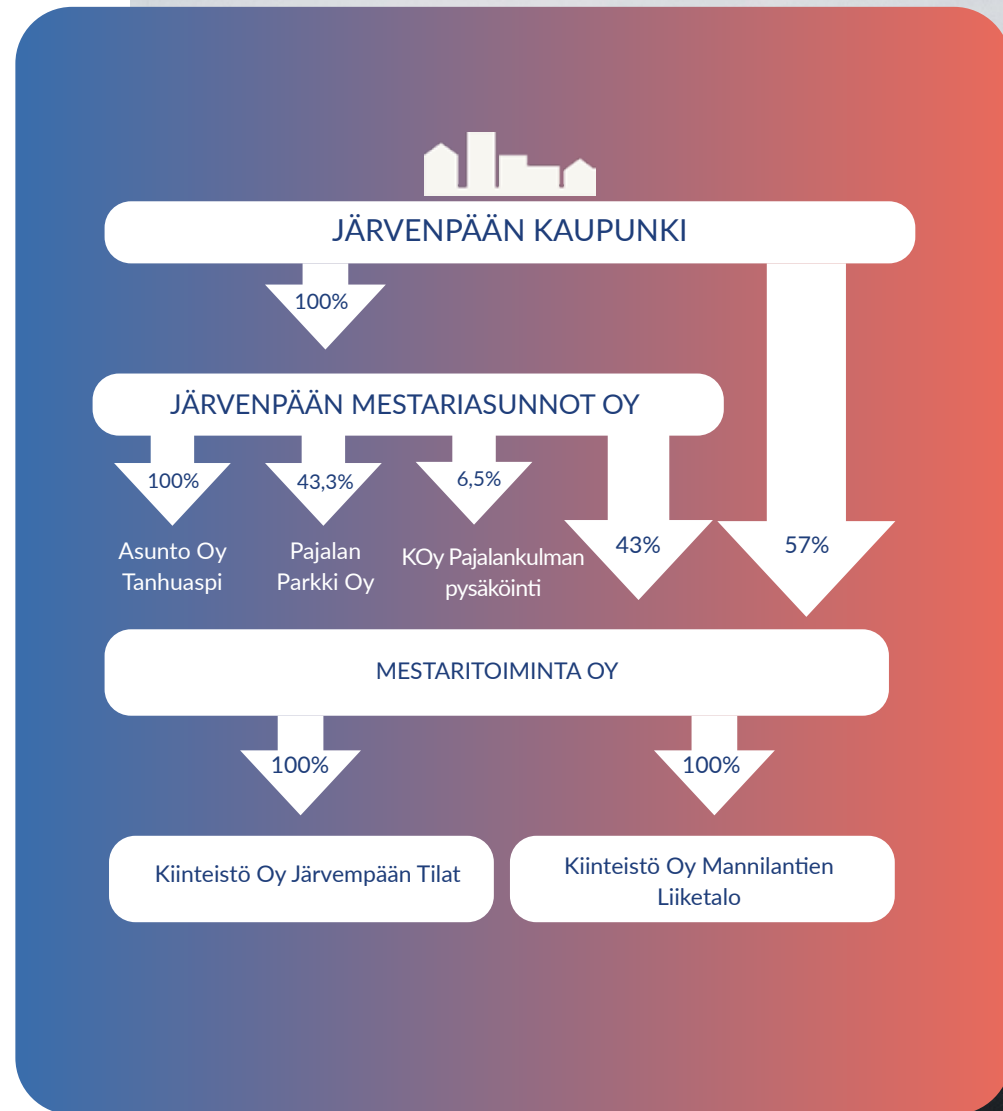 JÄRVENPÄÄN KAUPUNKI
100%
JÄRVENPÄÄN MESTARIASUNNOT OY
100%
43,3%
6,5%
43%
57%
Asunto Oy
Tanhuaspi
Pajalan
Parkki Oy
KOy Pajalankulman
pysäköinti
MESTARITOIMINTA OY
100%
100%
Kiinteistö Oy Järvempään Tilat
Kiinteistö Oy Mannilantien
Liiketalo